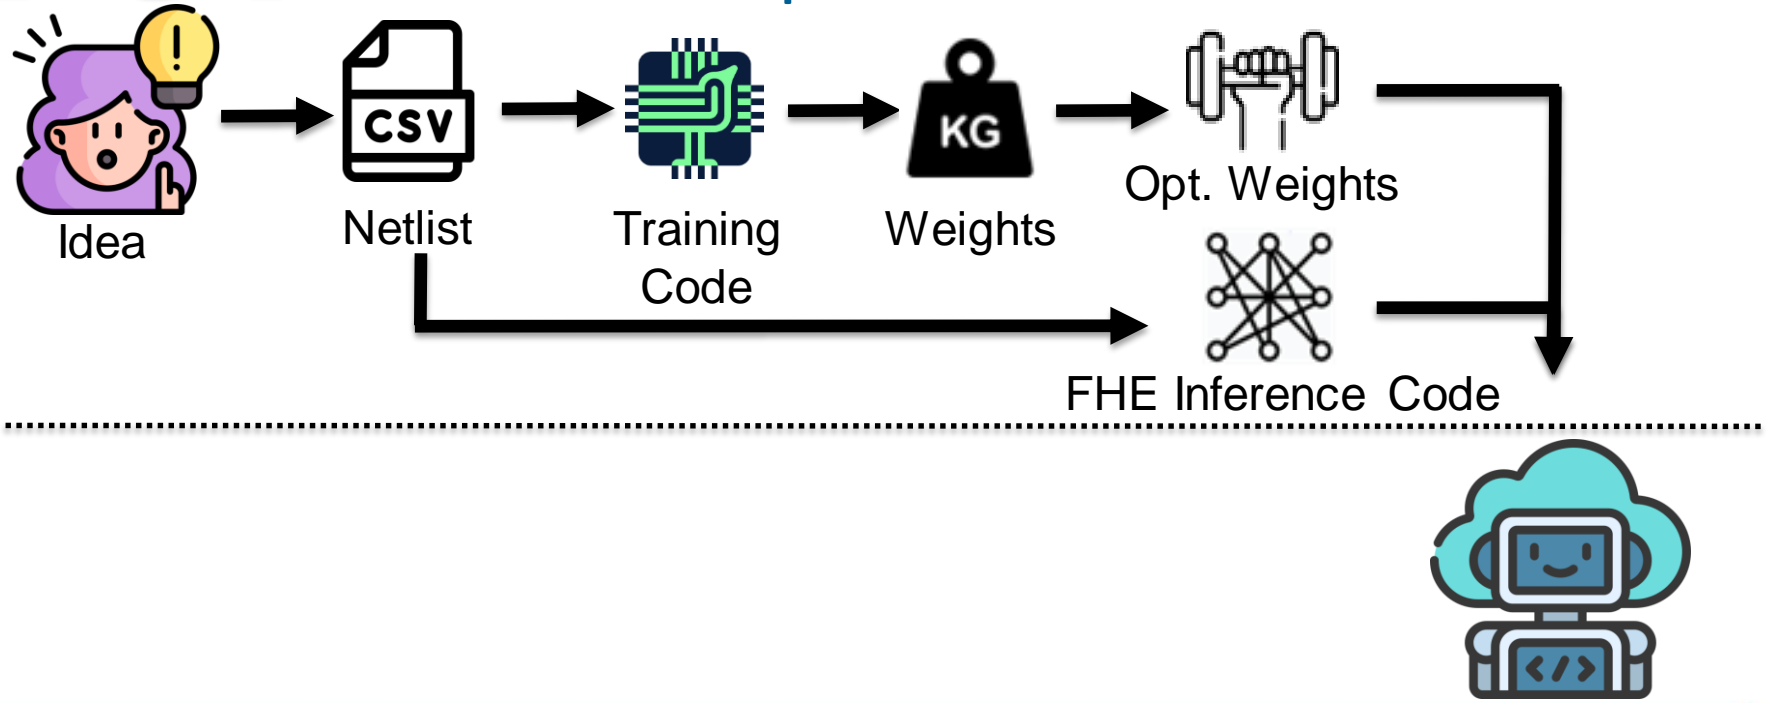 !
CSV
KG
Opt. Weights
Idea
Netlist
Training
Code
Weights
FHE Inference Code
</>